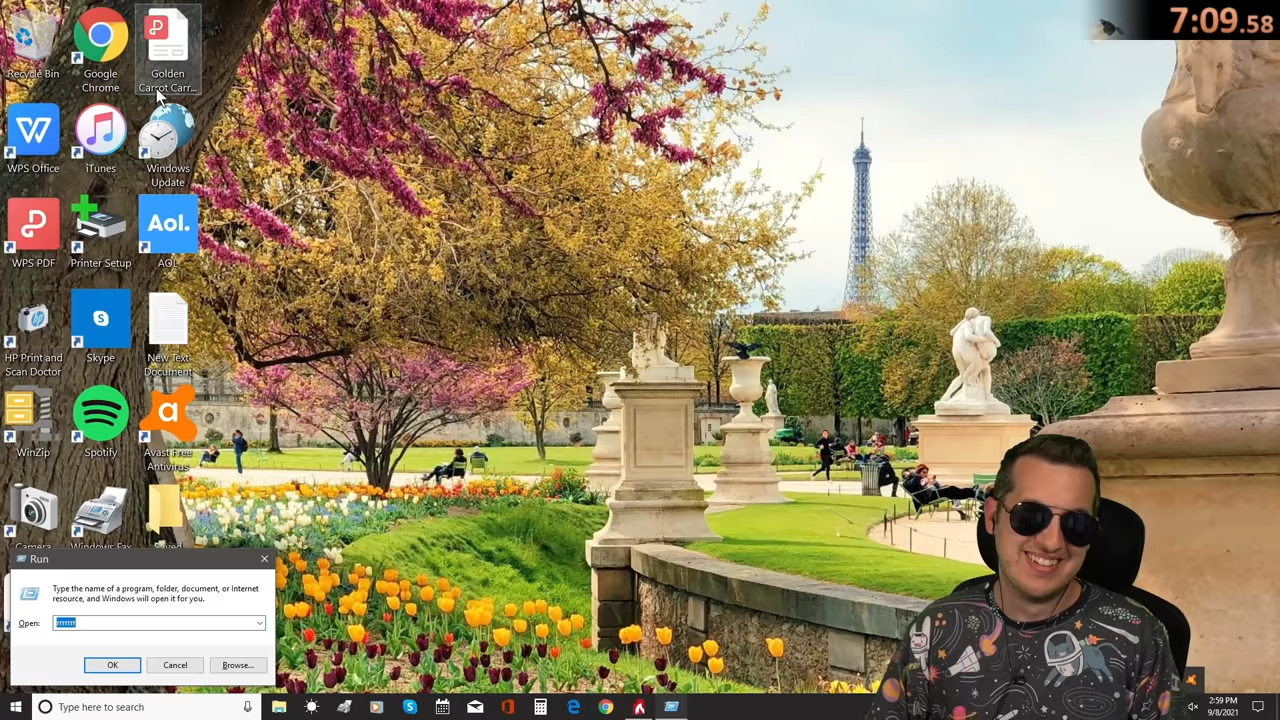 7:09.58
Recycle Bin
Google Chrome
Golden Carrot Carr...
WPS Office
iTunes
Windows Update
WPS PDF
Printer Setup
Aol.
AOL
HP Print and Scan Doctor
Skype
New Text Document
WinZip
Spotify
Avast Free Antivirus
Camera
Windows Fax
Run
Type the name of a program, folder, document, or Internet
resource, and Windows will open it for you.
Open:
OK
Cancel
Browse...
Type here to search
2:59 PM
9/8/2021